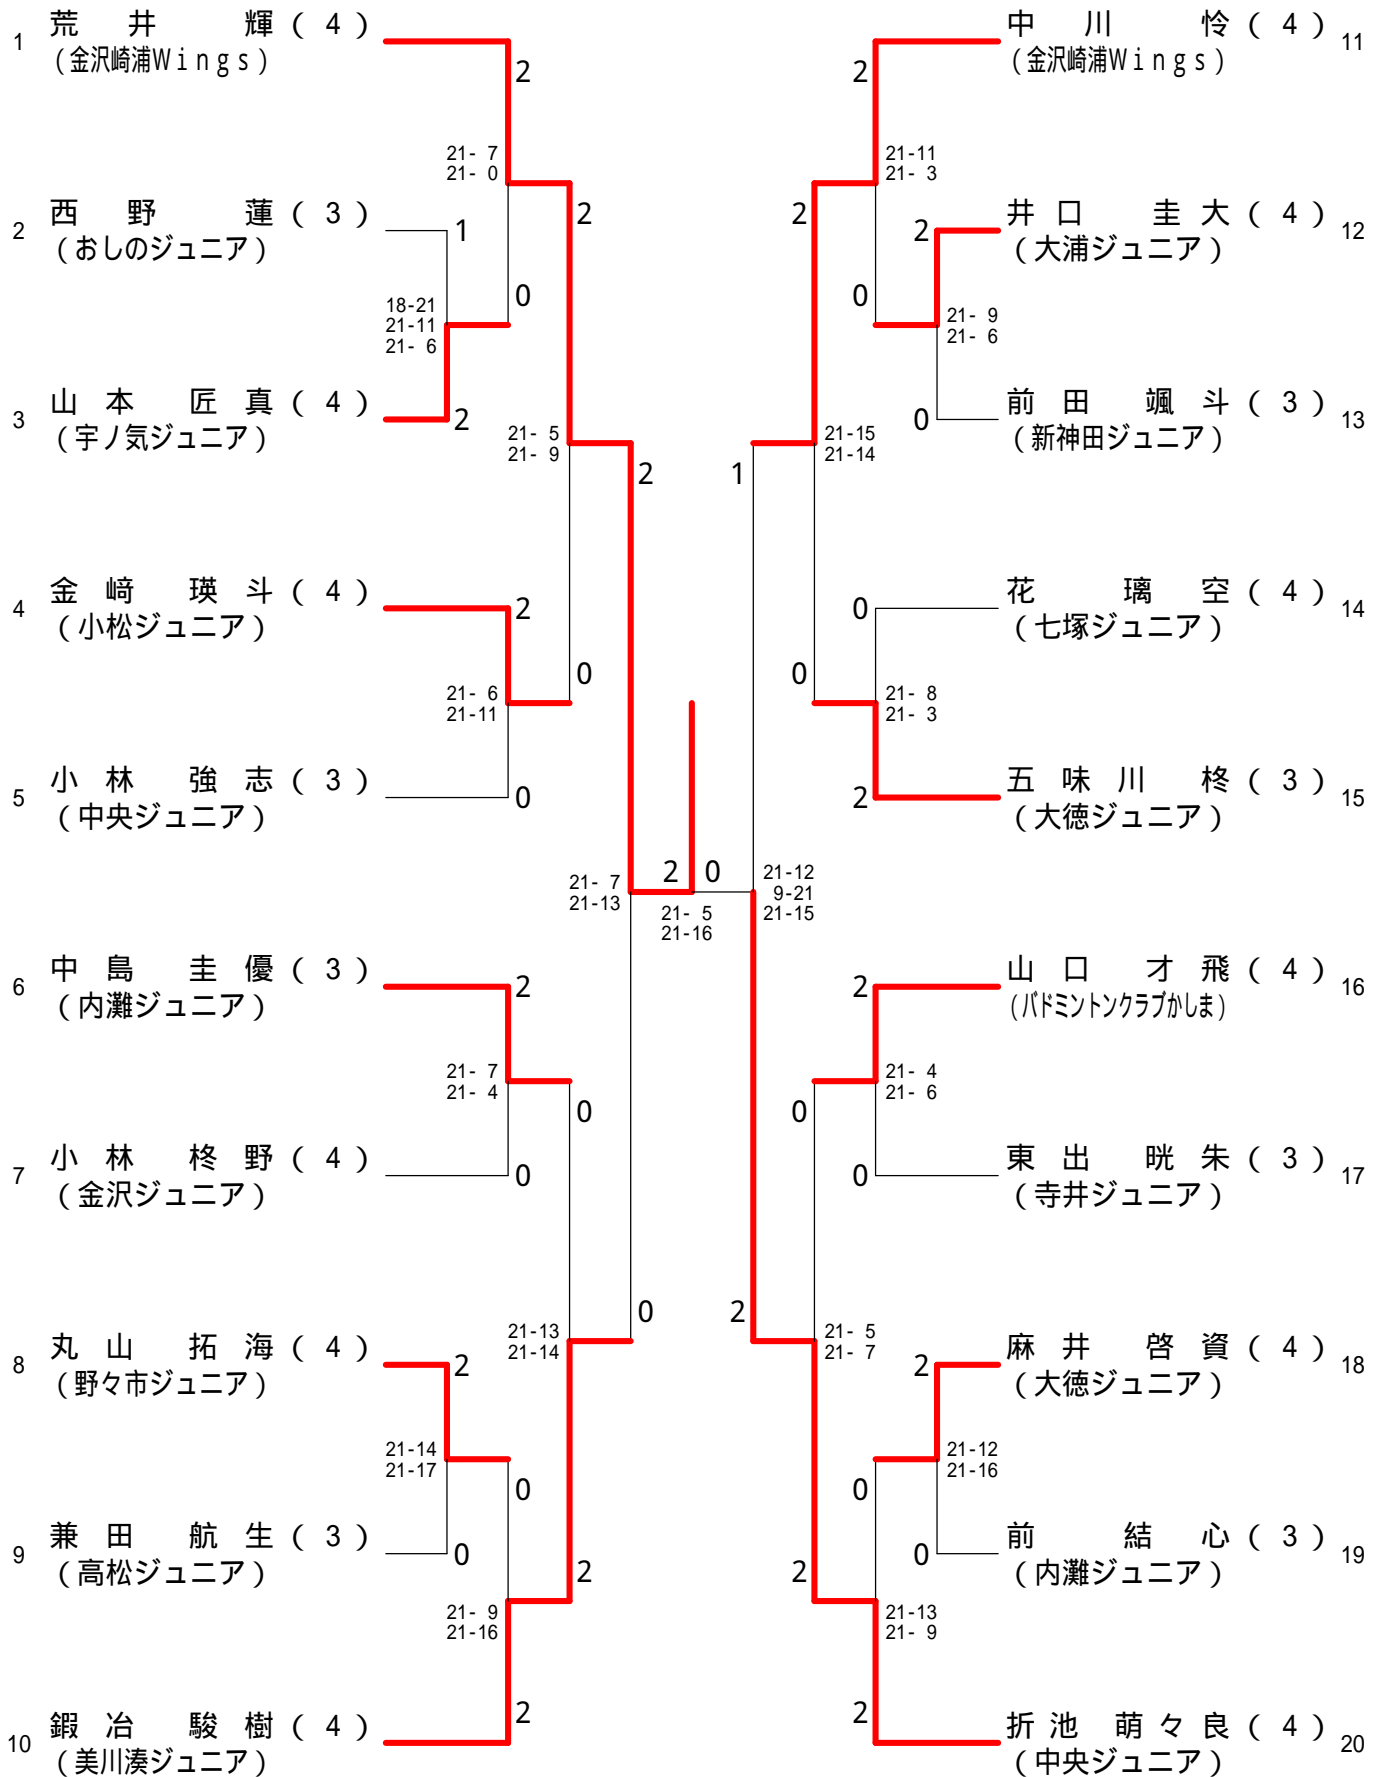 1 荒井 輝(4)
(金沢崎浦Wings)
2
21- 7
21- 0
2 西野 蓮(3)
(おしのジュニア)
1
2
0
18-21
21-11
21- 6
3 山本 匠真(4)
(宇ノ気ジュニア)
2
21- 5
21- 9
2
4 金﨑 瑛斗(4)
(小松ジュニア)
2
0
21- 6
21-11
5 小林 強志(3)
(中央ジュニア)
0
21- 7
21-13
2 0
21- 5
21-16
6 中島 圭優(3)
(内灘ジュニア)
2
21- 7
21- 4
0
7 小林 柊野(4)
(金沢ジュニア)
0
0
21-13
21-14
8 丸山 拓海(4)
(野々市ジュニア)
2
21-14
21-17
0
9 兼田 航生(3)
(高松ジュニア)
0
2
21- 9
21-16
10 鍜冶 駿樹(4)
(美川湊ジュニア)
2
中川 怜(4) 11
(金沢崎浦Wings)
2
21-11
21- 3
2
井口 圭大(4) 12
(大浦ジュニア)
2
0
21- 9
21- 6
前田 颯斗(3) 13
(新神田ジュニア)
0
21-15
21-14
1
花 璃空(4) 14
(七塚ジュニア)
0
0
21- 8
21- 3
五味川 柊(3) 15
(大徳ジュニア)
2
21-12
9-21
21-15
山口 才飛(4) 16
(バドミントンクラブかしま)
2
21- 4
21- 6
0
東出 晄朱(3) 17
(寺井ジュニア)
0
2
21- 5
21- 7
麻井 啓資(4) 18
(大徳ジュニア)
2
21-12
21-16
0
前 結心(3) 19
(内灘ジュニア)
0
2
21-13
21- 9
折池 萌々良(4) 20
(中央ジュニア)
2